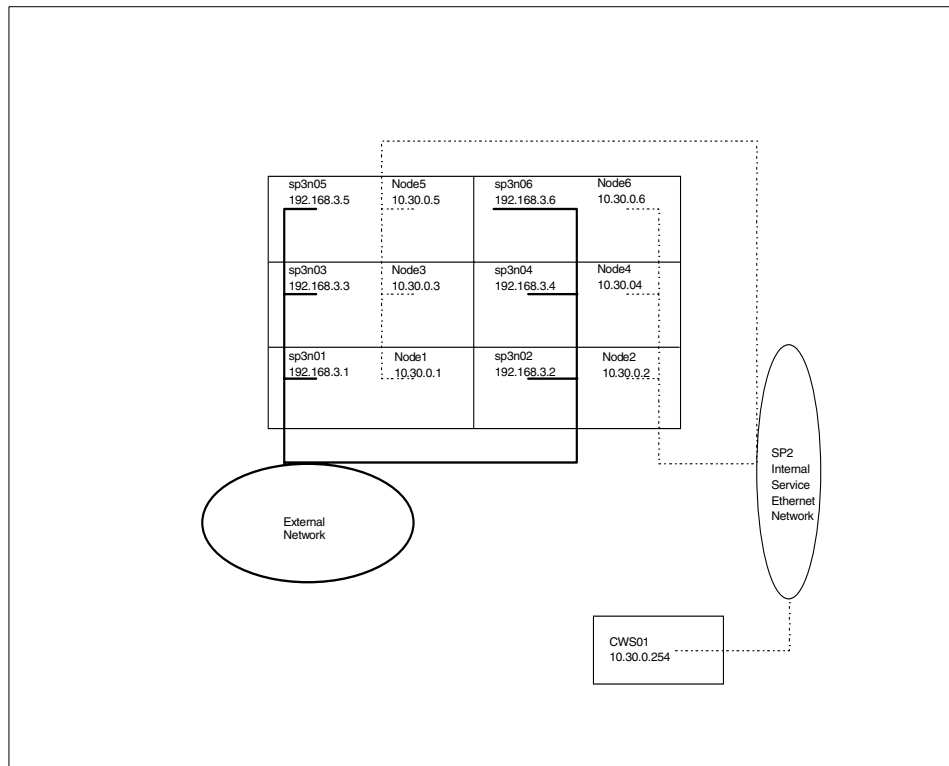 sp3n05
192.168.3.5
Node5
10.30.0.5
sp3n06
192.168.3.6
Node6
10.30.0.6
sp3n03
192.168.3.3
Node3
10.30.0.3
sp3n04
192.168.3.4
Node4
10.30.04
sp3n01
192.168.3.1
Node1
10.30.0.1
sp3n02
192.168.3.2
Node2
10.30.0.2
SP2
Internal
Service
Ethernet
Network
External
Network
CWS01
10.30.0.254